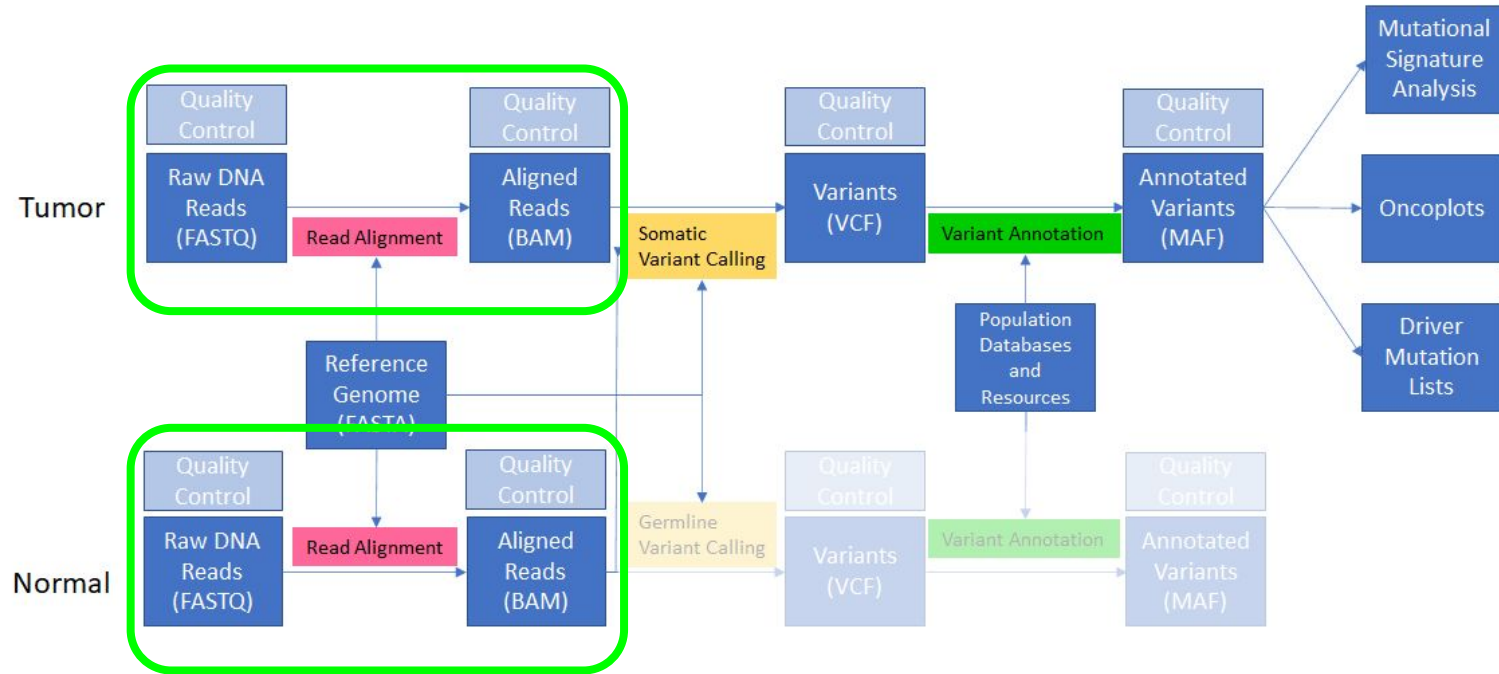 Mutational
Signature
Analysis
Quality
Control
Quality
Control
Quality
Control
Quality
Control
Tumor
Raw DNA
Reads
(FASTQ)
Read Alignment
Aligned
Reads
(BAM)
Somatic
Variant Calling
Variants
(VCF)
Variant Annotation
Annotated
Variants
(MAF)
Oncoplots
Reference
Genome
(FASTA)
Population
Databases
and
Resources
Driver
Mutation
Lists
Quality
Control
Quality
Control
Quality
Control
Quality
Control
Normal
Raw DNA
Reads
(FASTQ)
Read Alignment
Aligned
Reads
(BAM)
Germline
Variant Calling
Variants
(VCF)
Variant Annotation
Annotated
Variants
(MAF)